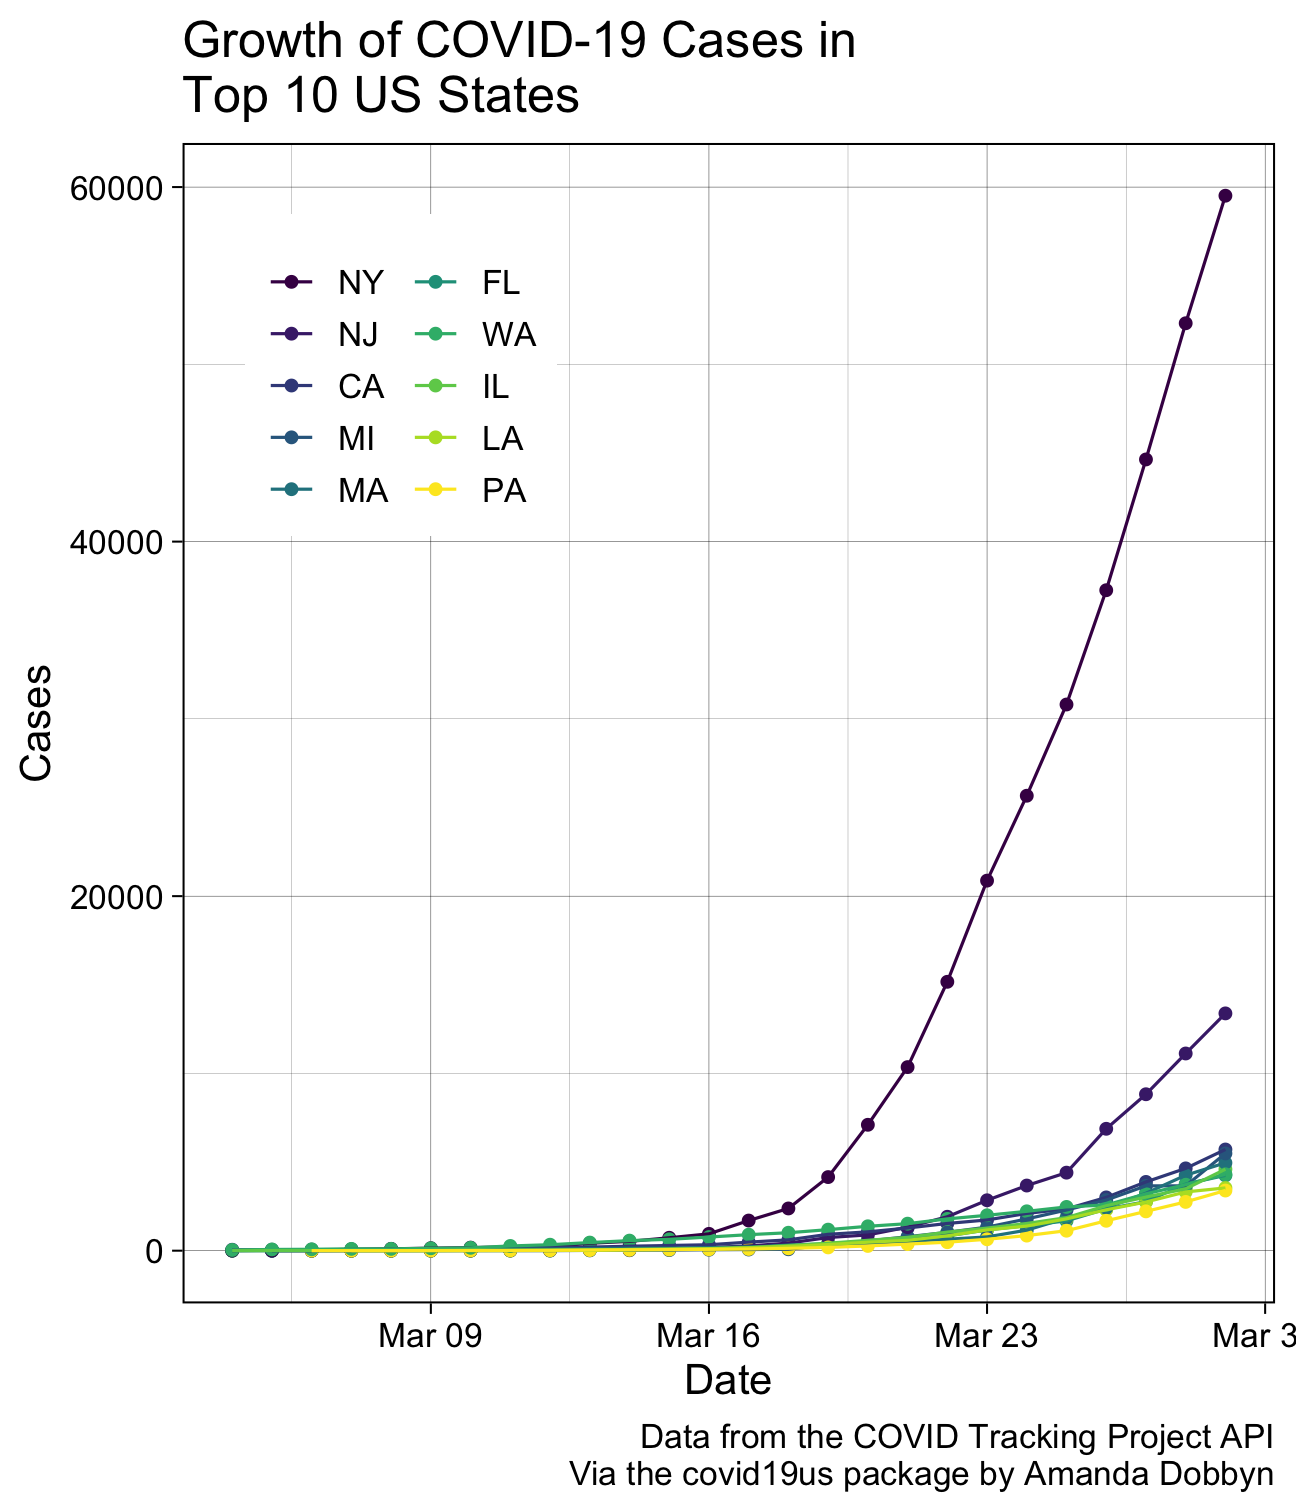 Growth of COVID-19 Cases in
Top 10 US States
60000
40000
20000
0
Cases
NY FL
NJ WA
CA IL
MI LA
MA PA
Mar 09 Mar 16 Mar 23 Mar 3
Date
Data from the COVID Tracking Project API
Via the covid19us package by Amanda Dobbyn